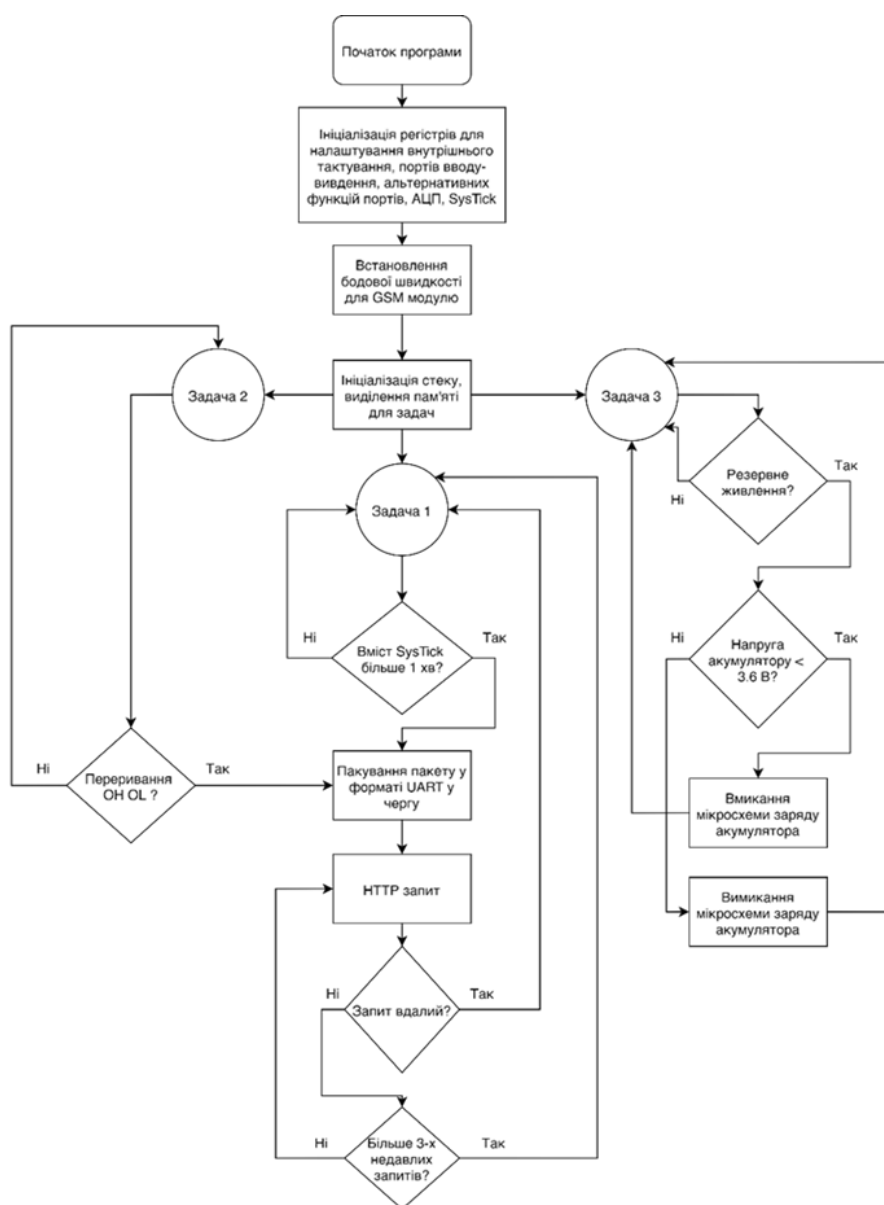 Початок програми
Ініціалізація регістрів для
налаштування внутрішнього
тактування, портів вводу-
вивдення, альтернативних
функцій портів, АЦП, SysTick
Встановлення
бодової швидкості
для GSM модулю
Задача 2
Ініціалізація стеку,
виділення пам'яті
для задач
Задача 3
Резервне
живлення?
Так
Ні
Задача 1
Ні
Вміст SysTick
більше 1 хв?
Так
Ні
Напруга
акумулятору <
3.6 В?
Так
Ні
Переривання
OH OL ?
Так
Пакування пакету у
форматі UART у
чергу
Вмикання
мікросхеми заряду
акумулятора
HTTP запит
Вимикання
мікросхеми заряду
акумулятора
Ні
Запит вдалий?
Так
Ні
Більше 3-х
недавлих
запитів?
Так